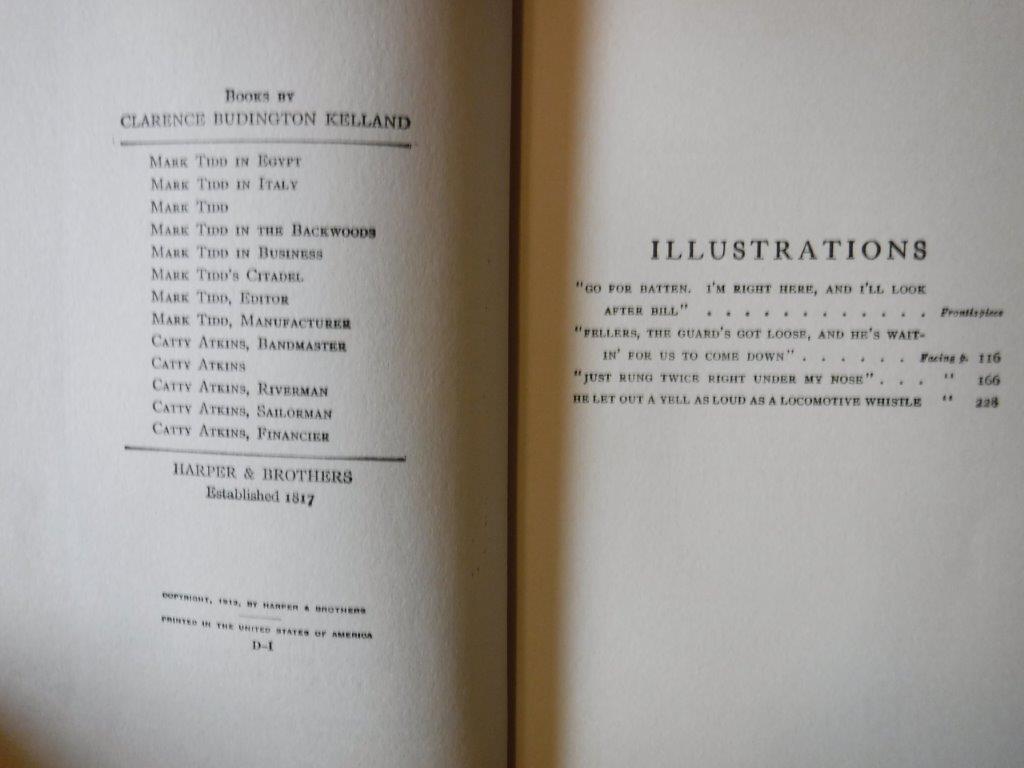 BOOKS BY
CLARENCE BUDINGTON KELLAND
MARK TIDD IN EGYPT
MARK TIDD IN ITALY
MARK TIDD
MARK TIDD IN THE BACKWOODS
MARK TIDD IN BUSINESS
MARK TIDD'S CITADEL
MARK TIDD, EDITOR
MARK TIDD, MANUFACTURER
CATTY ATKINS, BANDMASTER
CATTY ATKINS
CATTY ATKINS, RIVERMAN
CATTY ATKINS, SAILORMAN
CATTY ATKINS, FINANCIER
HARPER & BROTHERS
Established 1817
COPYRIGHT, 1913, BY HARPER & BROTHERS
PRINTED IN THE UNITED STATES OF AMERICA
D-I
ILLUSTRATIONS
"GO FOR BATTEN. I'M RIGHT HERE, AND I'LL LOOK
AFTER BILL" . . . . . . . . . . . . Frontispiece
"FELLERS, THE GUARD'S GOT LOOSE, AND HE'S WAIT-
IN' FOR US TO COME DOWN" . . . . . . Facing p. 116
"JUST RUNG TWICE RIGHT UNDER MY NOSE" . . . " 166
HE LET OUT A YELL AS LOUD AS A LOCOMOTIVE WHISTLE " 228